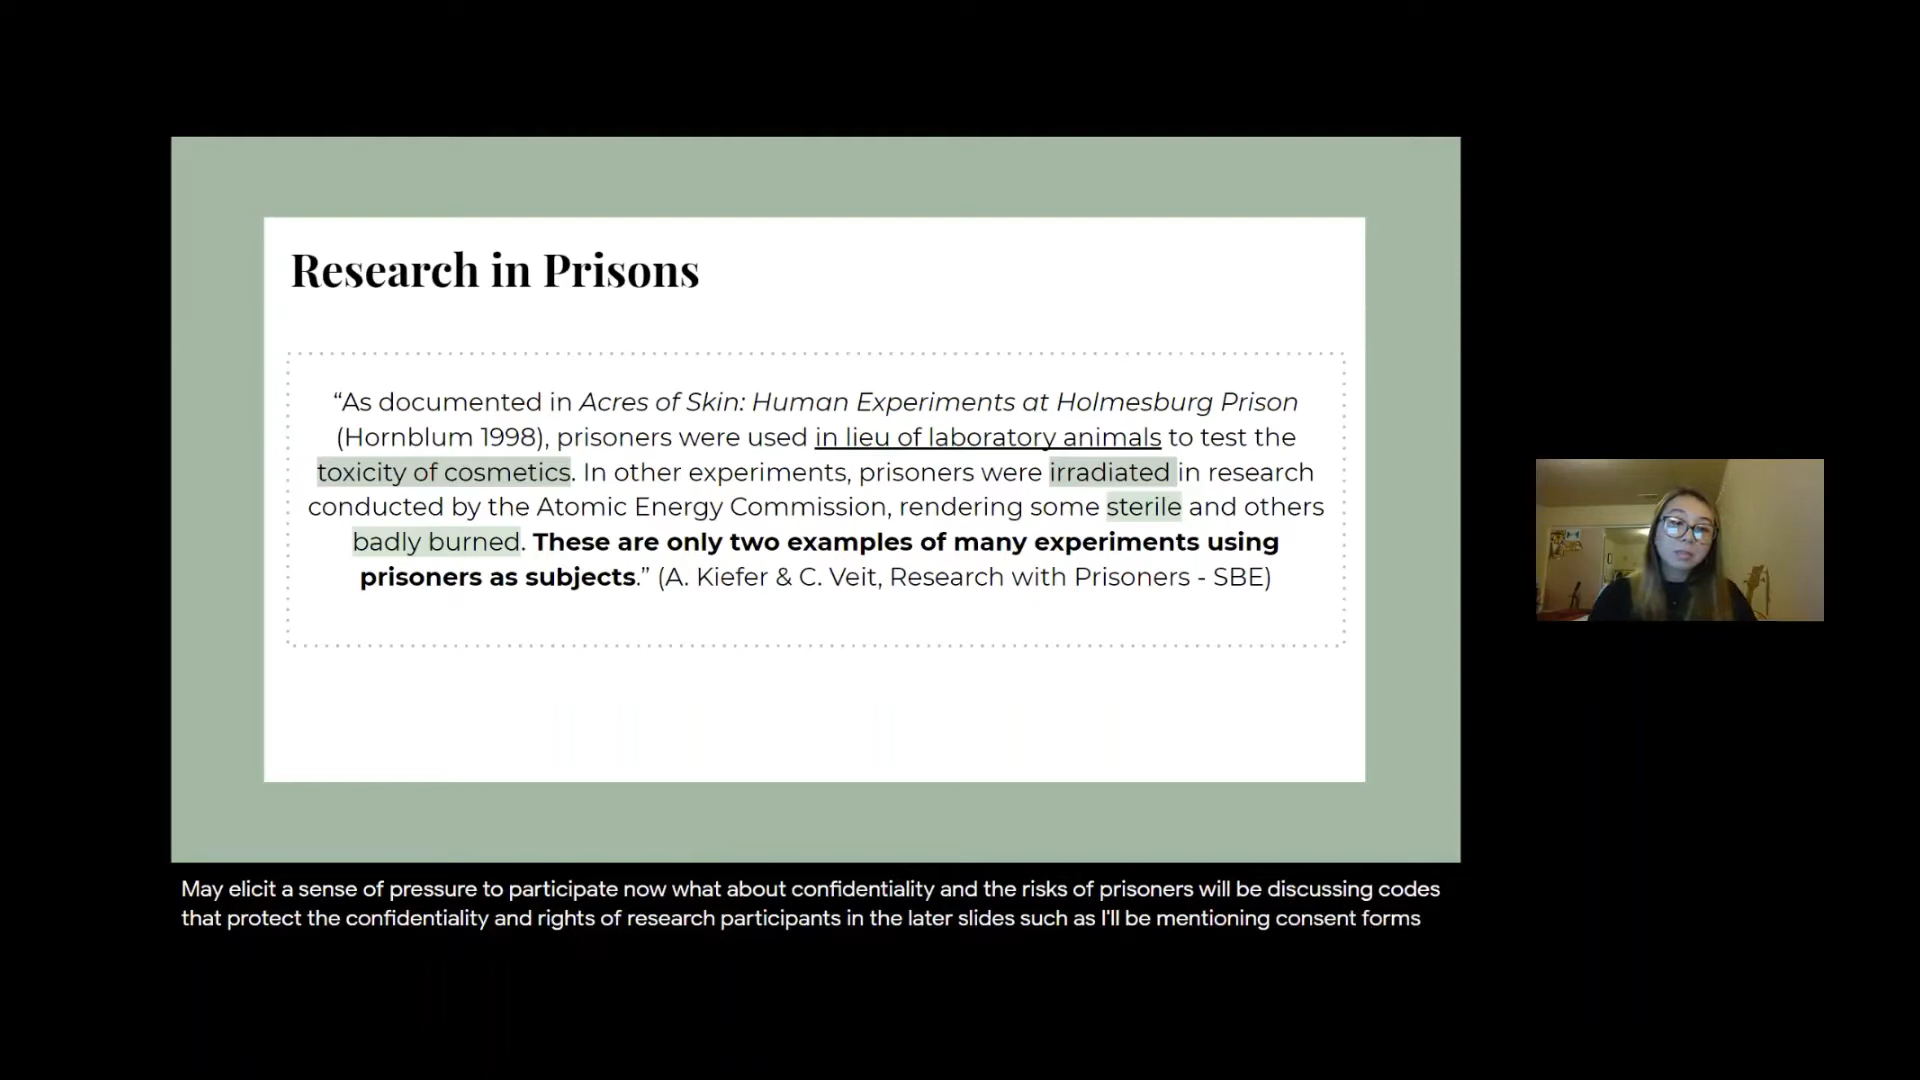 Research in Prisons
“As documented in Acres of Skin: Human Experiments at Holmesburg Prison
(Hornblum 1998), prisoners were used in lieu of laboratory animals to test the
toxicity of cosmetics. In other experiments, prisoners were irradiated in research
conducted by the Atomic Energy Commission, rendering some sterile and others
badly burned. These are only two examples of many experiments using
prisoners as subjects.” (A. Kiefer & C. Veit, Research with Prisoners - SBE)
May elicit a sense of pressure to participate now what about confidentiality and the risks of prisoners will be discussing codes
that protect the confidentiality and rights of research participants in the later slides such as I'll be mentioning consent forms